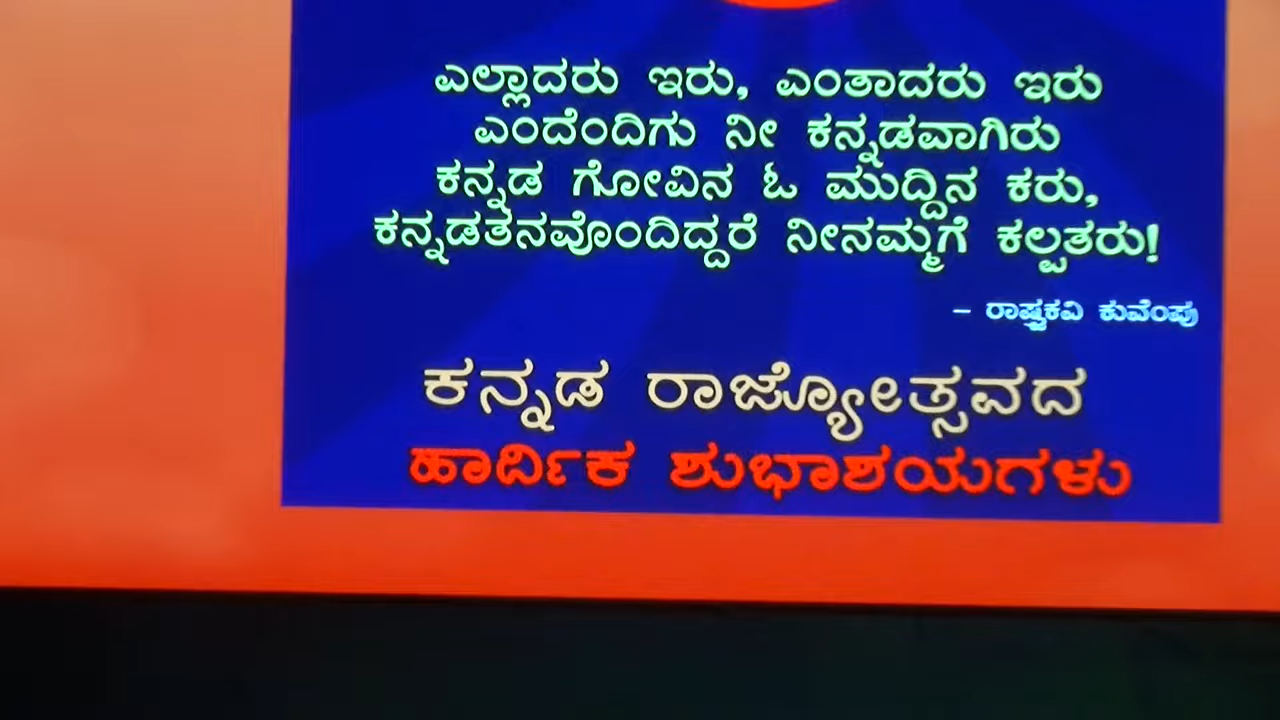 ಎಲ್ಲಾದರು ಇರು, ಎಂತಾದರು ಇರು
ಎಂದೆಂದಿಗು ನೀ ಕನ್ನಡವಾಗಿರು
ಕನ್ನಡ ಗೋವಿನ ಓ ಮುದ್ದಿನ ಕರು,
ಕನ್ನಡತನವೊಂದಿದ್ದರೆ ನೀನಮ್ಮಗೆ ಕಲ್ಪತರು!
– ರಾಷ್ಟ್ರಕವಿ ಕುವೆಂಪು
ಕನ್ನಡ ರಾಜ್ಯೋತ್ಸವದ
ಹಾರ್ದಿಕ ಶುಭಾಶಯಗಳು